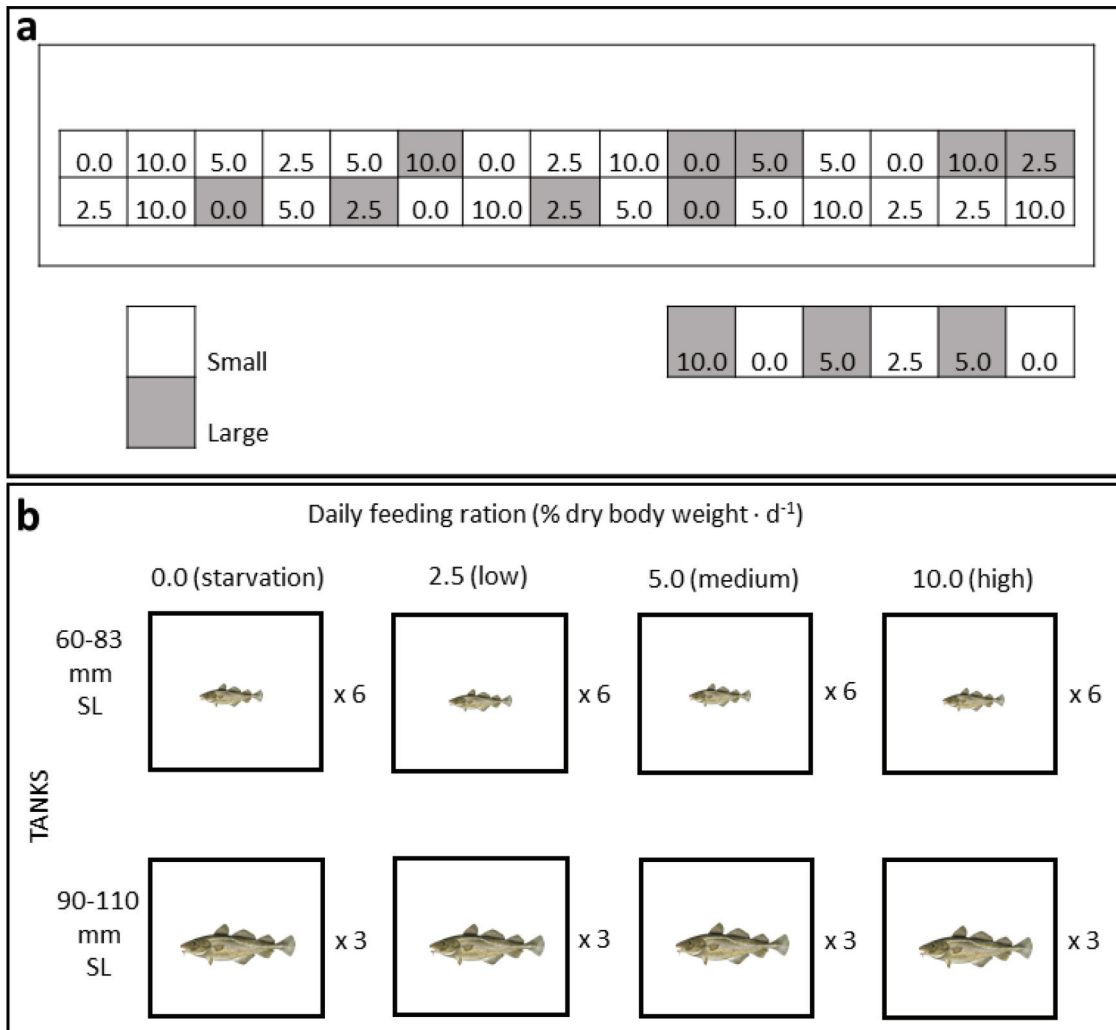 a
0.0 10.0 5.0 2.5 5.0 10.0 0.0 2.5 10.0 0.0 5.0 5.0 0.0 10.0 2.5
2.5 10.0 0.0 5.0 2.5 0.0 10.0 2.5 5.0 0.0 5.0 10.0 2.5 2.5 10.0
10.0 0.0 5.0 2.5 5.0 0.0
Small
Large
b
Daily feeding ration (% dry body weight · d⁻¹)
0.0 (starvation) 2.5 (low) 5.0 (medium) 10.0 (high)
60-83
mm
SL
x 6 x 6 x 6 x 6
TANKS
90-110
mm
SL
x 3 x 3 x 3 x 3